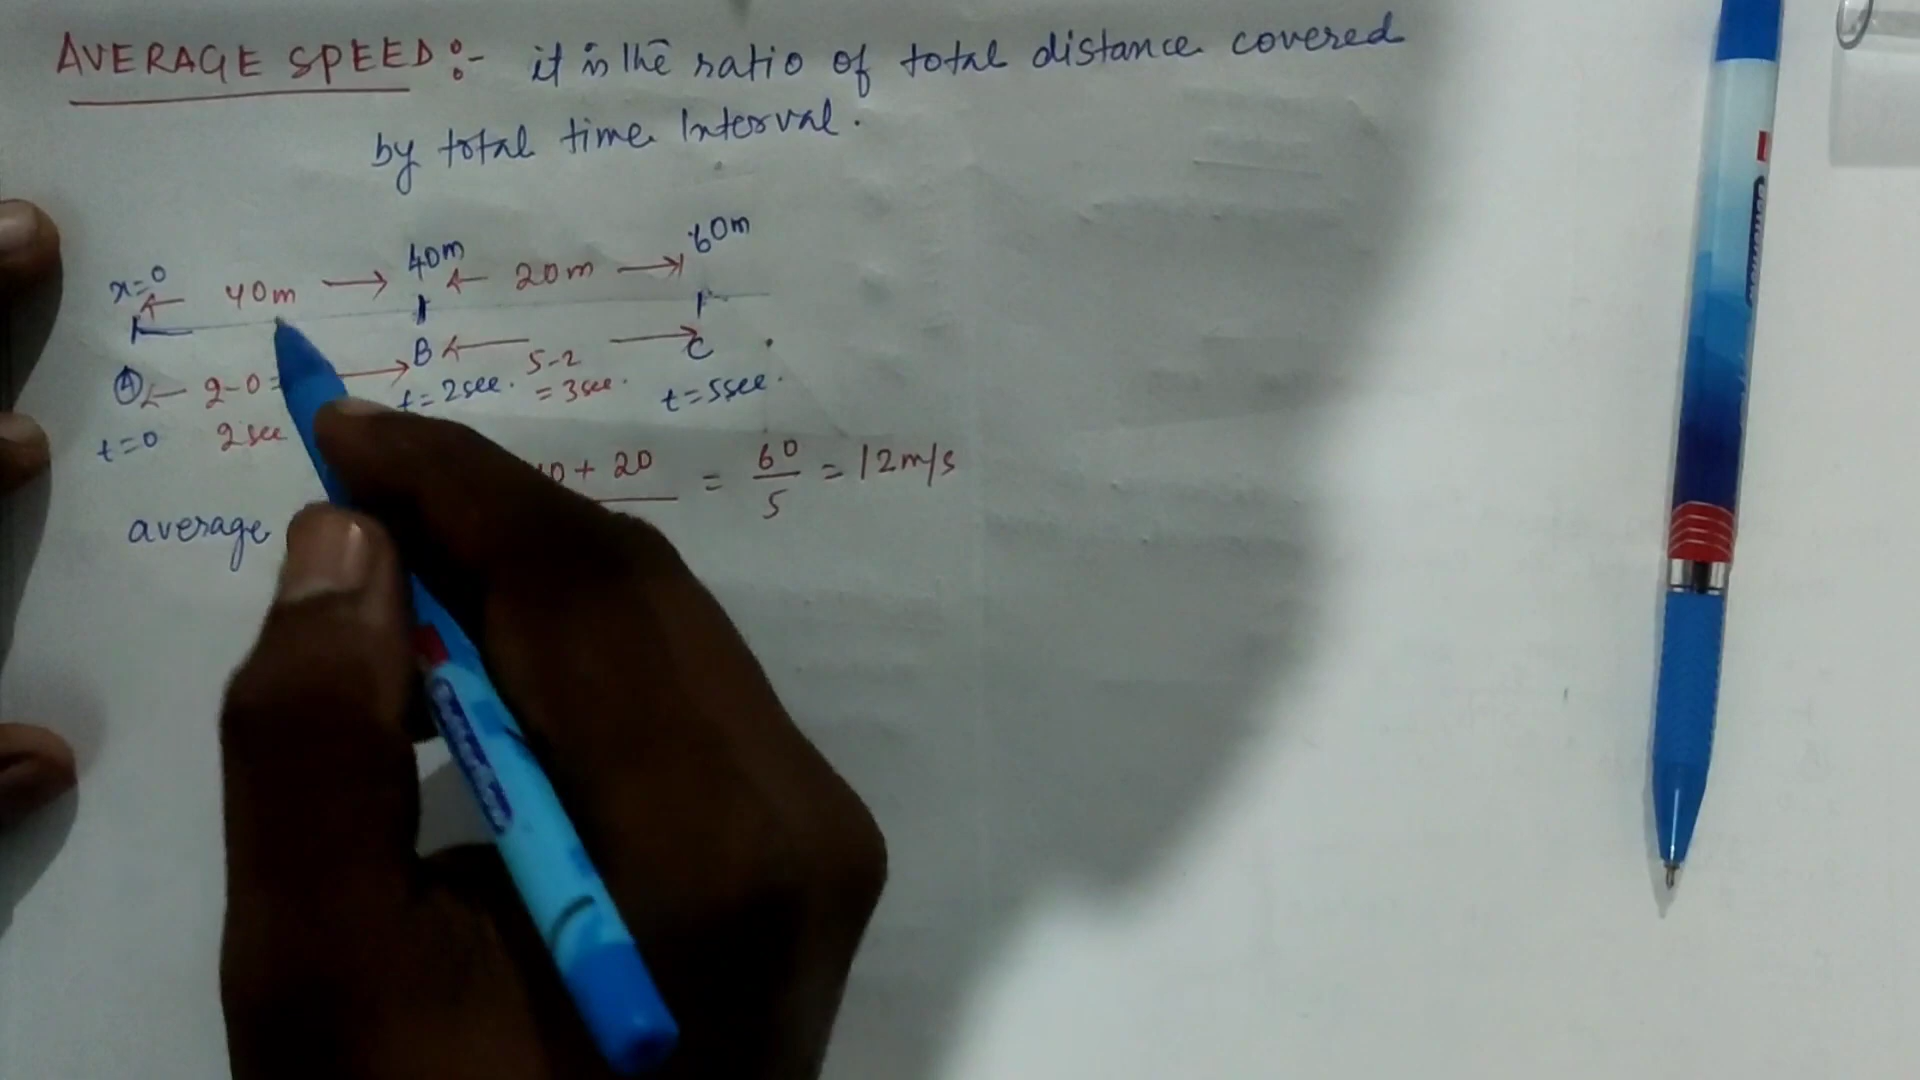 AVERAGE SPEED:- it is the ratio of total distance covered
by total time Interval.
x=0 40m 40m 20m 60m
A 2-0= B 5-2 C
t=0 2sec t=2sec. =3sec. t=5sec.
average + 20 = 60/5 = 12m/s